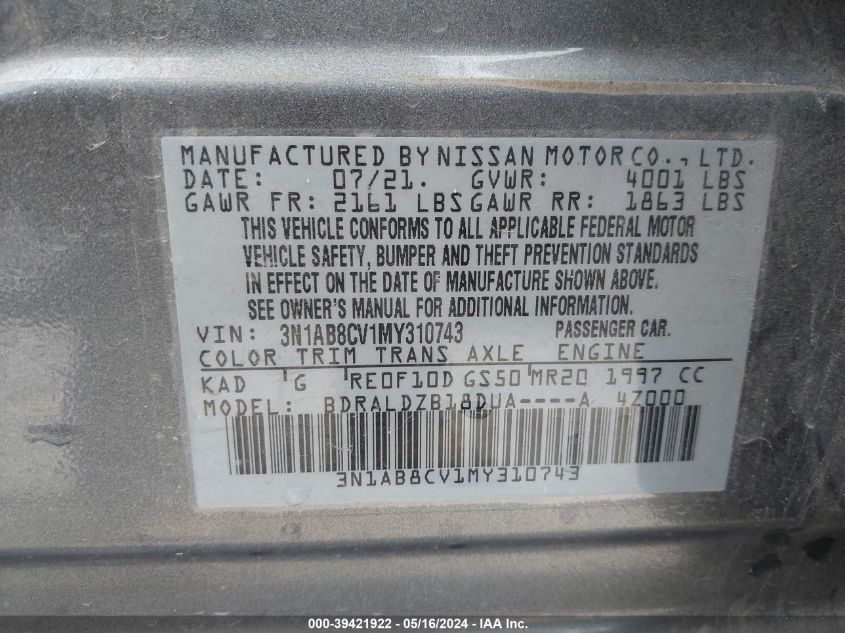 MANUFACTURED BY NISSAN MOTOR CO., LTD.
DATE: 07/21. GVWR: 4001 LBS
GAWR FR: 2161 LBS GAWR RR: 1863 LBS
THIS VEHICLE CONFORMS TO ALL APPLICABLE FEDERAL MOTOR
VEHICLE SAFETY, BUMPER AND THEFT PREVENTION STANDARDS
IN EFFECT ON THE DATE OF MANUFACTURE SHOWN ABOVE.
SEE OWNER'S MANUAL FOR ADDITIONAL INFORMATION.
VIN: 3N1AB8CV1MY310743 PASSENGER CAR.
COLOR TRIM TRANS AXLE ENGINE
KAD G RE0F10D GS50 MR20 1997 CC
MODEL: BDRALDZB18DUA----A 4Z000
3N1AB8CV1MY310743
000-39421922 - 05/16/2024 - IAA Inc.